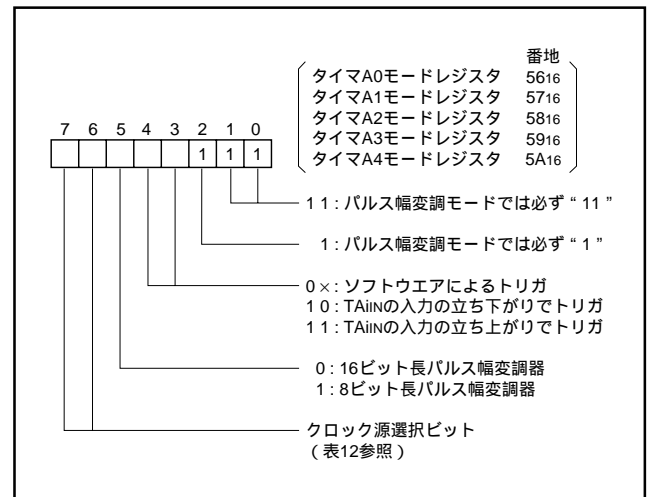 番地
タイマA0モードレジスタ 5616
タイマA1モードレジスタ 5716
タイマA2モードレジスタ 5816
タイマA3モードレジスタ 5916
タイマA4モードレジスタ 5A16
7 6 5 4 3 2 1 0
1 1 1
1 1 : パルス幅変調モードでは必ず “ 11 ”
1 : パルス幅変調モードでは必ず “ 1 ”
0 × : ソフトウエアによるトリガ
1 0 : TAiINの入力の立ち下がりでトリガ
1 1 : TAiINの入力の立ち上がりでトリガ
0 : 16ビット長パルス幅変調器
1 : 8ビット長パルス幅変調器
クロック源選択ビット
( 表12参照 )